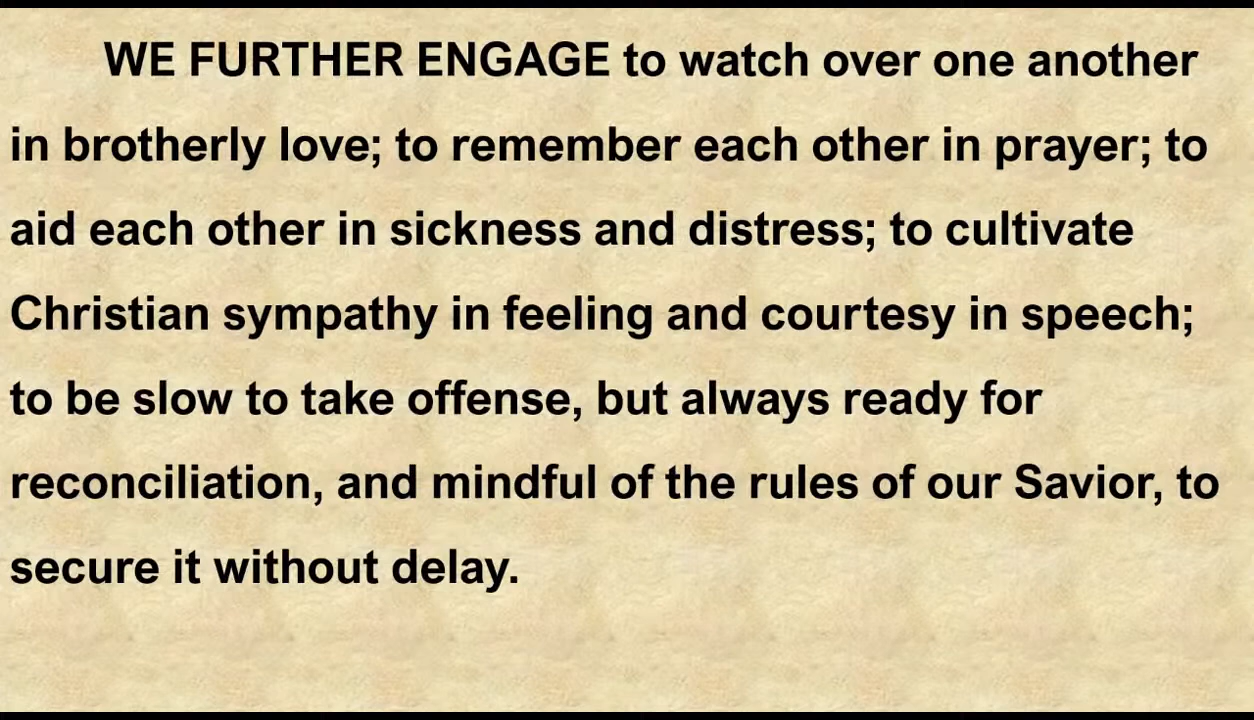 WE FURTHER ENGAGE to watch over one another
in brotherly love; to remember each other in prayer; to
aid each other in sickness and distress; to cultivate
Christian sympathy in feeling and courtesy in speech;
to be slow to take offense, but always ready for
reconciliation, and mindful of the rules of our Savior, to
secure it without delay.